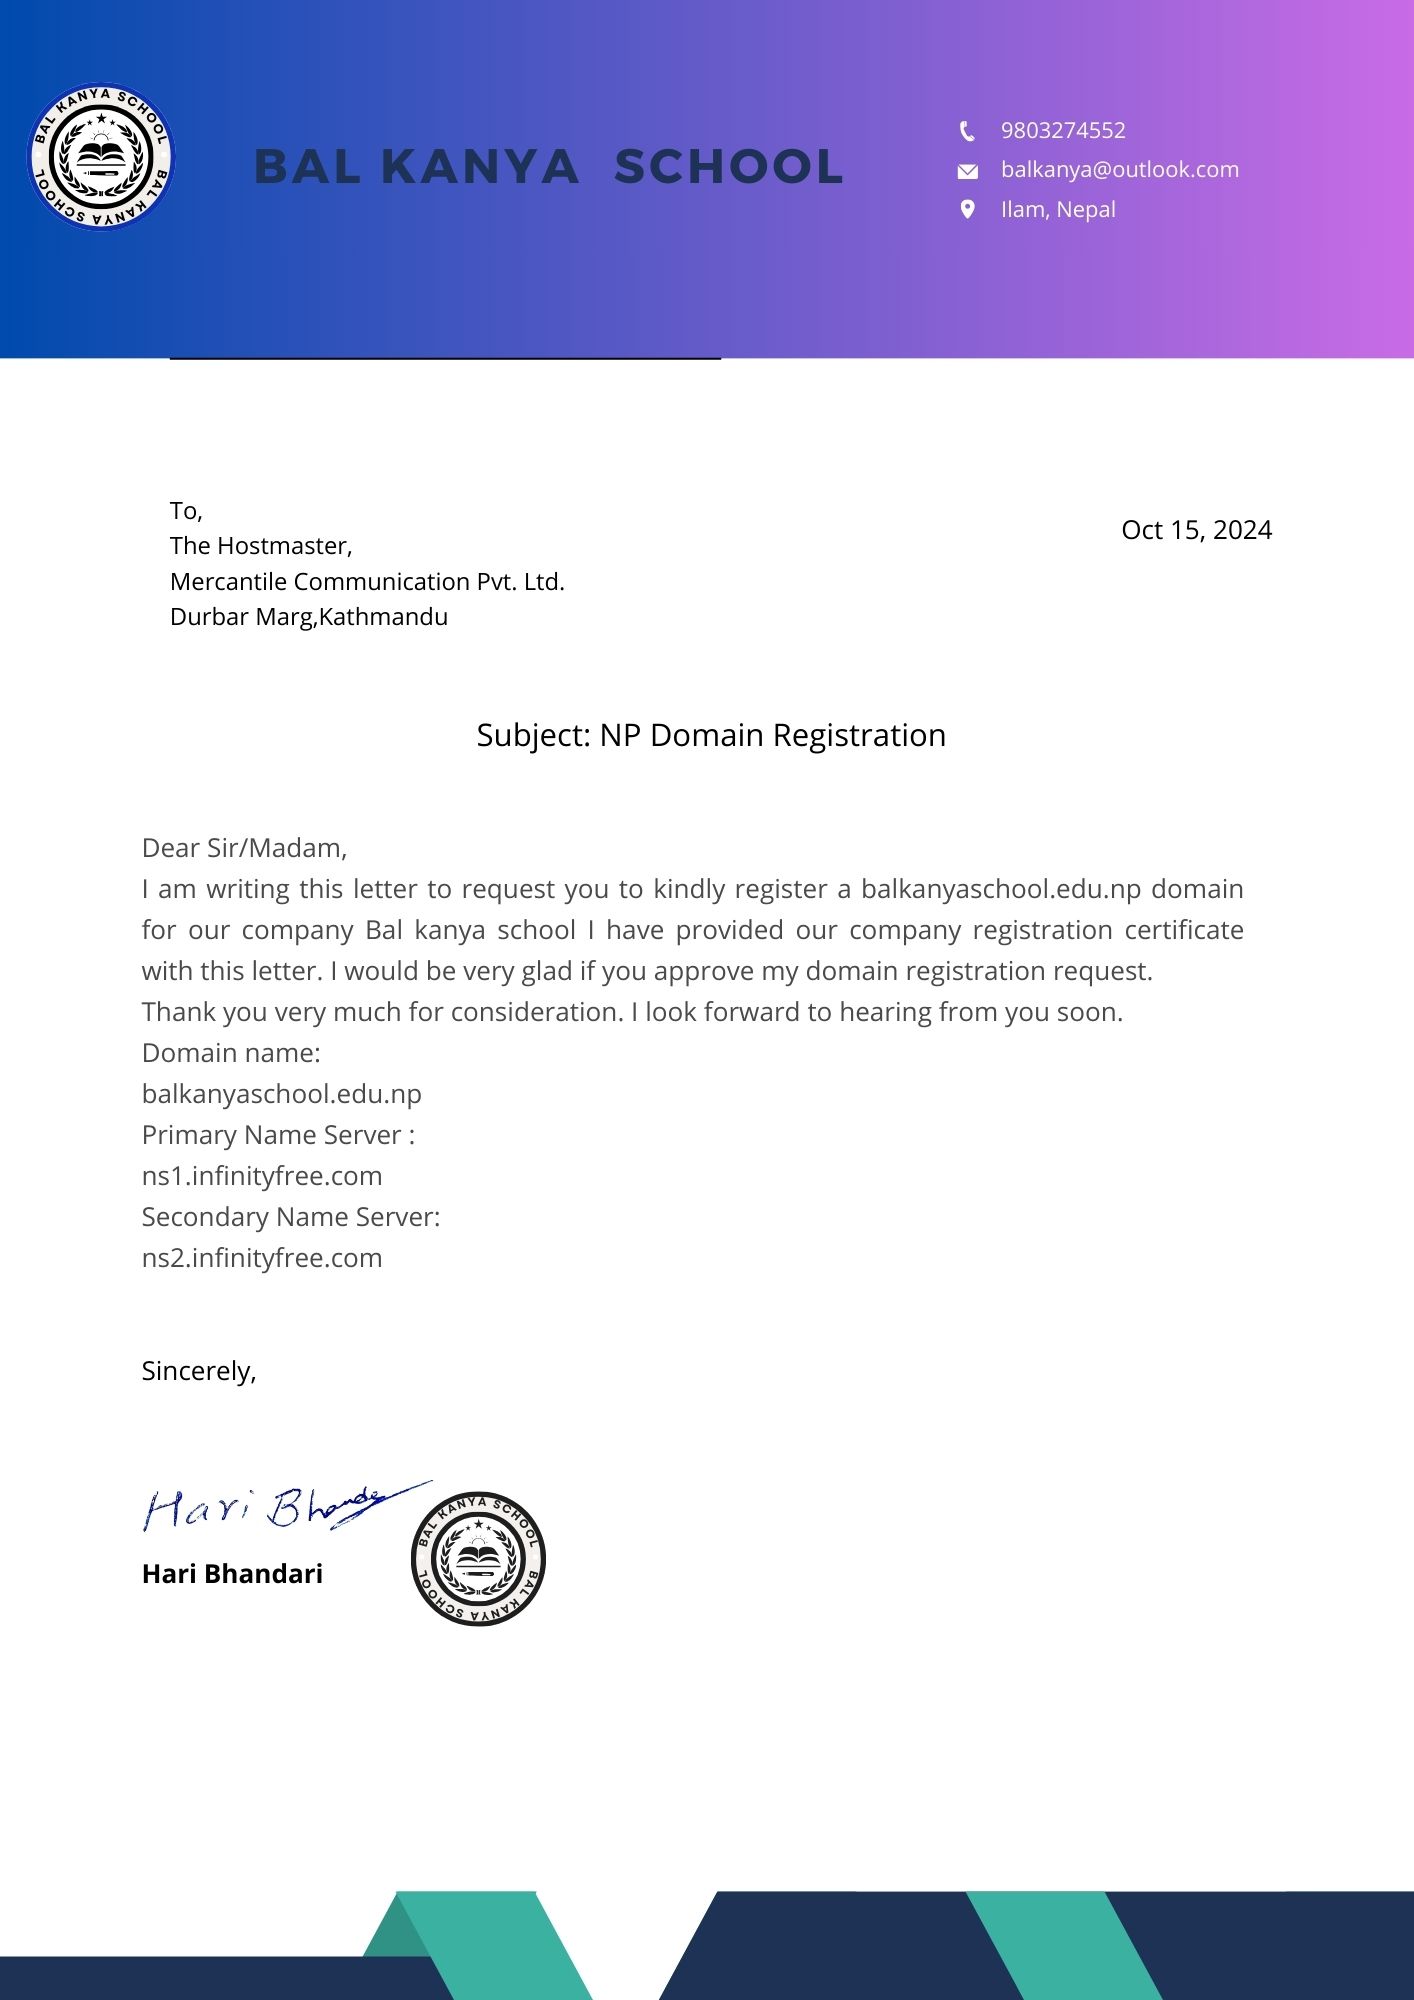 BAL KANYA SCHOOL BAL KANYA SCHOOL
BAL KANYA SCHOOL
9803274552
balkanya@outlook.com
Ilam, Nepal
To,
The Hostmaster,
Mercantile Communication Pvt. Ltd.
Durbar Marg,Kathmandu
Oct 15, 2024
Subject: NP Domain Registration
Dear Sir/Madam,
I am writing this letter to request you to kindly register a balkanyaschool.edu.np domain
for our company Bal kanya school I have provided our company registration certificate
with this letter. I would be very glad if you approve my domain registration request.
Thank you very much for consideration. I look forward to hearing from you soon.
Domain name:
balkanyaschool.edu.np
Primary Name Server :
ns1.infinityfree.com
Secondary Name Server:
ns2.infinityfree.com
Sincerely,
Hari Bhande
Hari Bhandari
BAL KANYA SCHOOL BAL KANYA SCHOOL